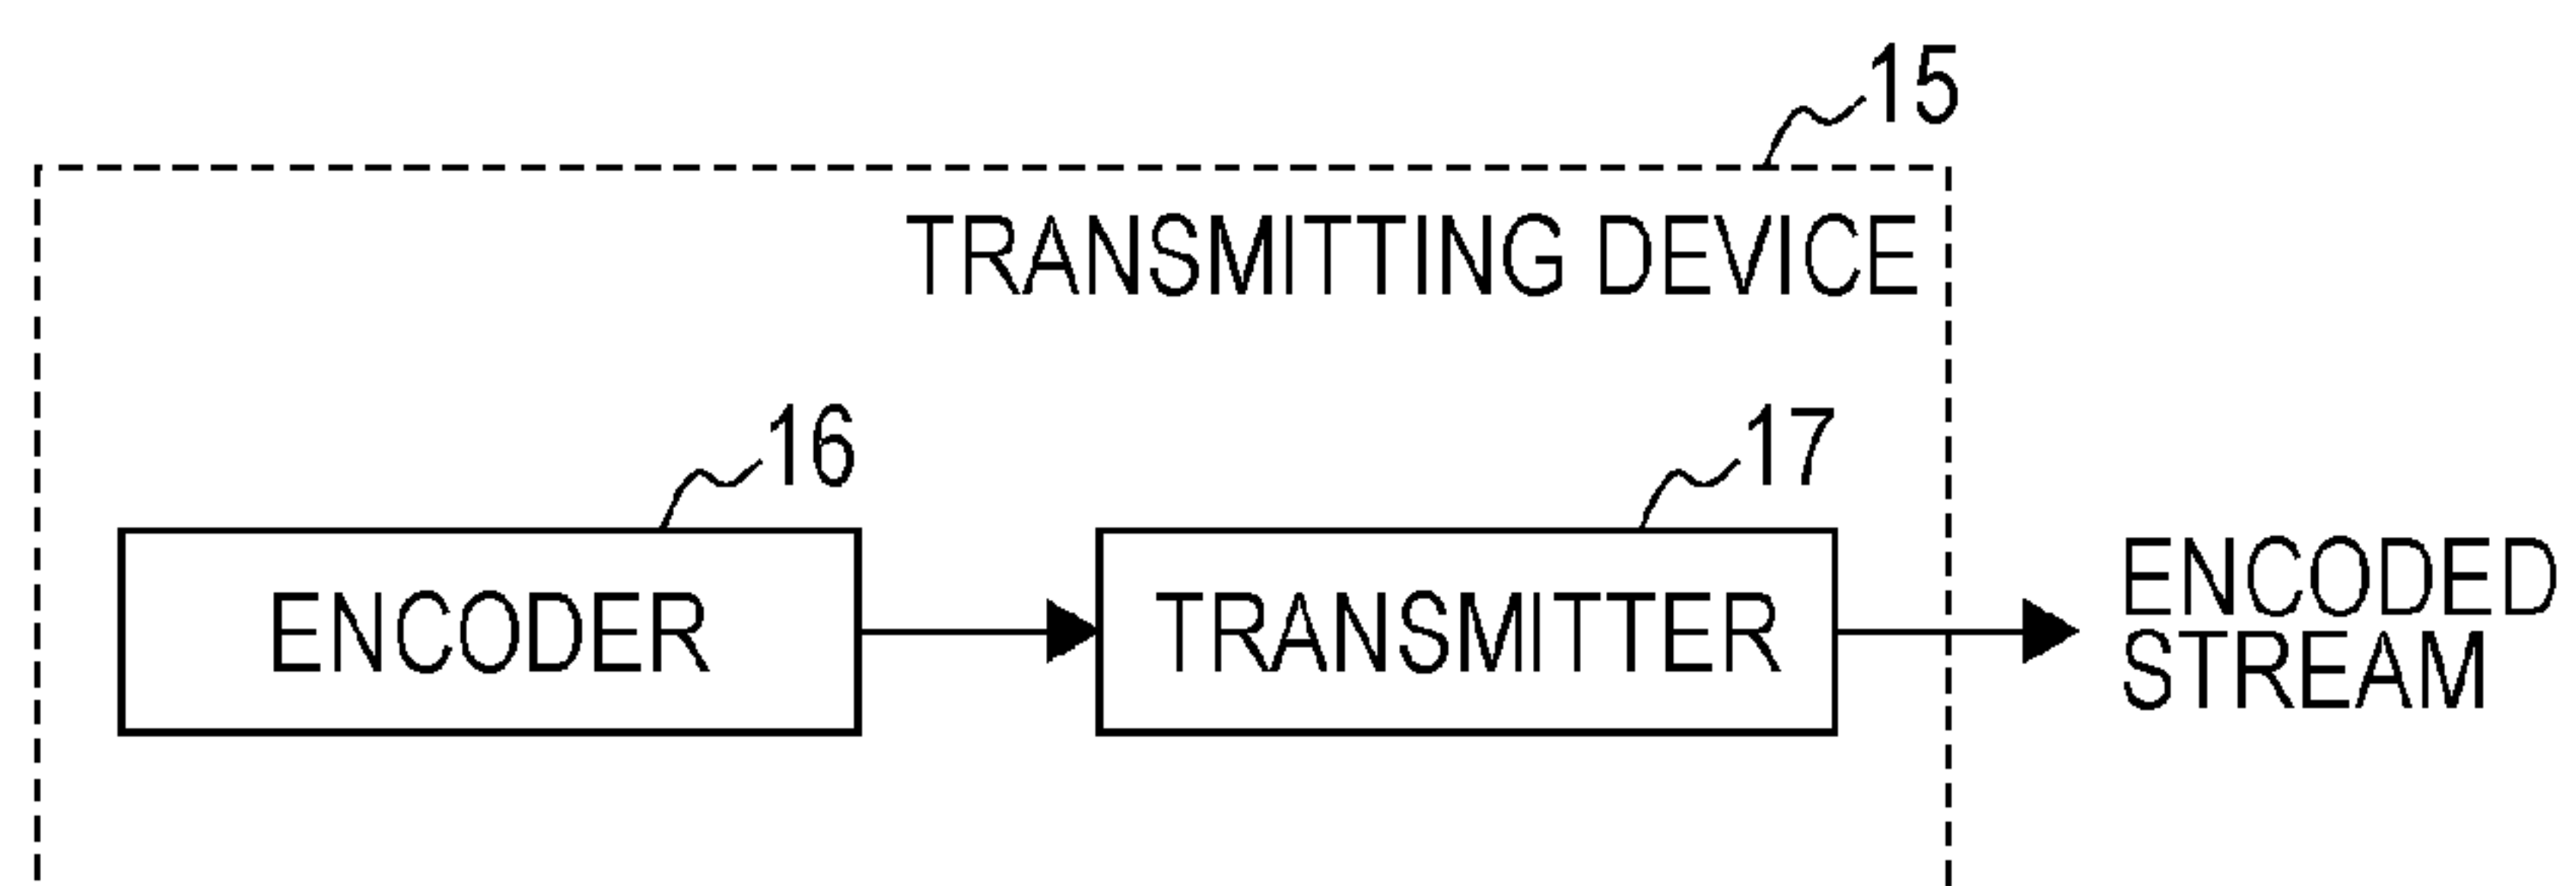 15
TRANSMITTING DEVICE
16
17
ENCODER
TRANSMITTER
ENCODED
STREAM